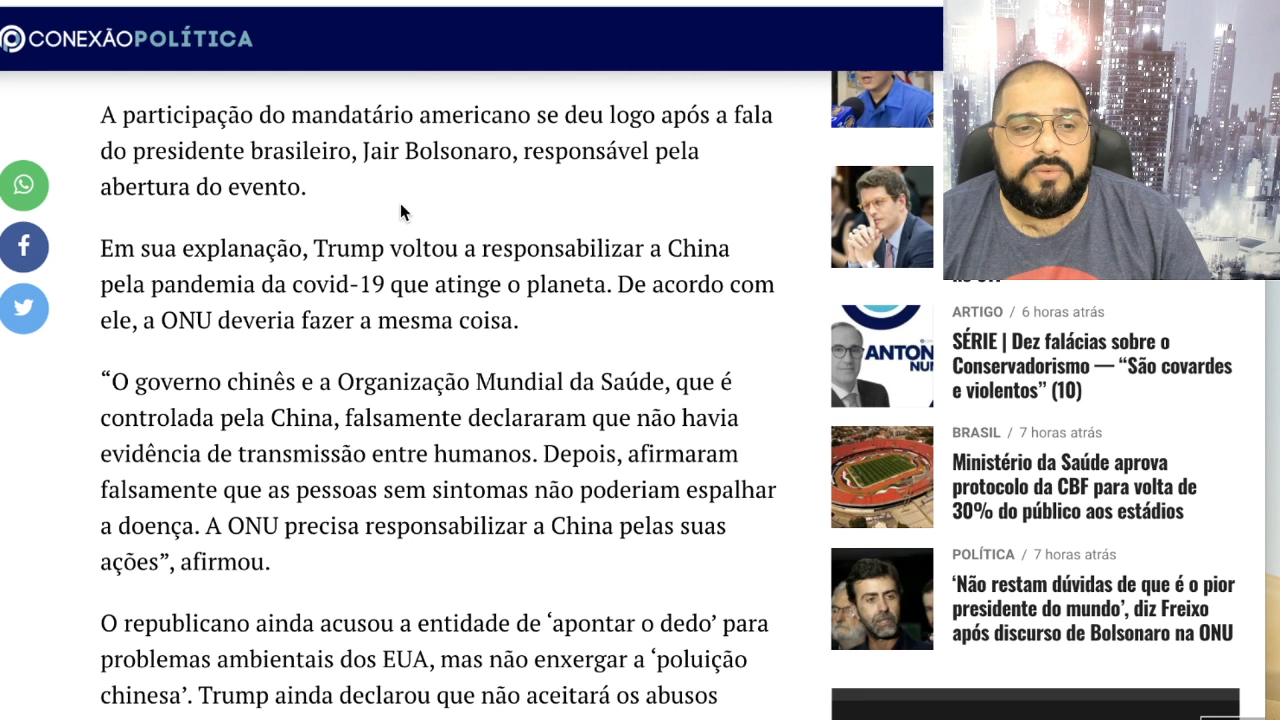 CONEXÃOPOLÍTICA
A participação do mandatário americano se deu logo após a fala
do presidente brasileiro, Jair Bolsonaro, responsável pela
abertura do evento.
Em sua explanação, Trump voltou a responsabilizar a China
pela pandemia da covid-19 que atinge o planeta. De acordo com
ele, a ONU deveria fazer a mesma coisa.
“O governo chinês e a Organização Mundial da Saúde, que é
controlada pela China, falsamente declararam que não havia
evidência de transmissão entre humanos. Depois, afirmaram
falsamente que as pessoas sem sintomas não poderiam espalhar
a doença. A ONU precisa responsabilizar a China pelas suas
ações”, afirmou.
O republicano ainda acusou a entidade de ‘apontar o dedo’ para
problemas ambientais dos EUA, mas não enxergar a ‘poluição
chinesa’. Trump ainda declarou que não aceitará os abusos
ANTON
NU
ARTIGO / 6 horas atrás
SÉRIE | Dez falácias sobre o
Conservadorismo — “São covardes
e violentos” (10)
BRASIL / 7 horas atrás
Ministério da Saúde aprova
protocolo da CBF para volta de
30% do público aos estádios
POLÍTICA / 7 horas atrás
‘Não restam dúvidas de que é o pior
presidente do mundo’, diz Freixo
após discurso de Bolsonaro na ONU